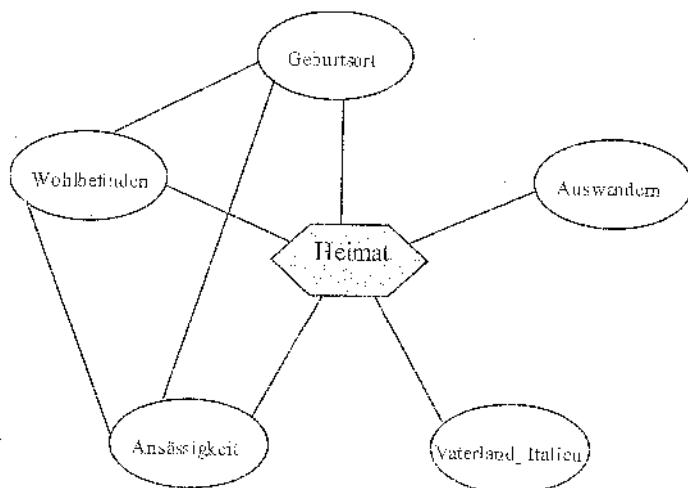 Geburtsort
Wohlbefinden
Auswandern
Heimat
Ansässigkeit
Vaterland_Italien